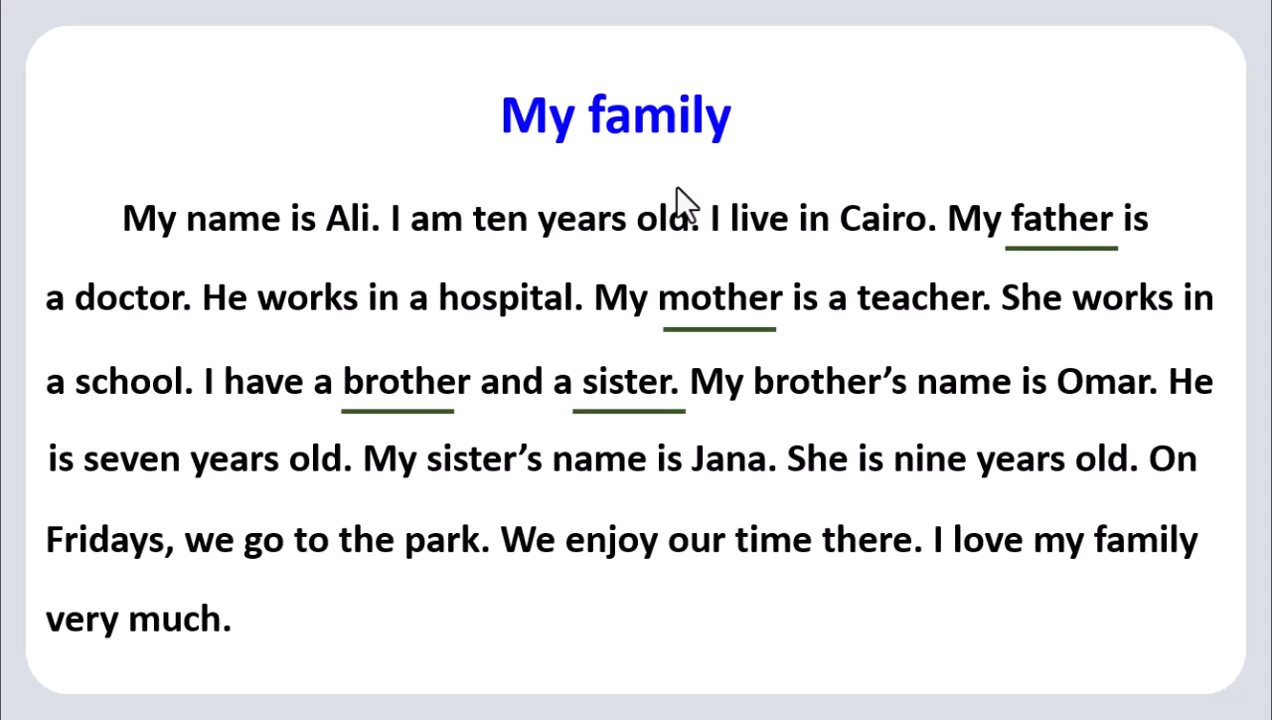 My family
My name is Ali. I am ten years old. I live in Cairo. My father is
a doctor. He works in a hospital. My mother is a teacher. She works in
a school. I have a brother and a sister. My brother’s name is Omar. He
is seven years old. My sister’s name is Jana. She is nine years old. On
Fridays, we go to the park. We enjoy our time there. I love my family
very much.